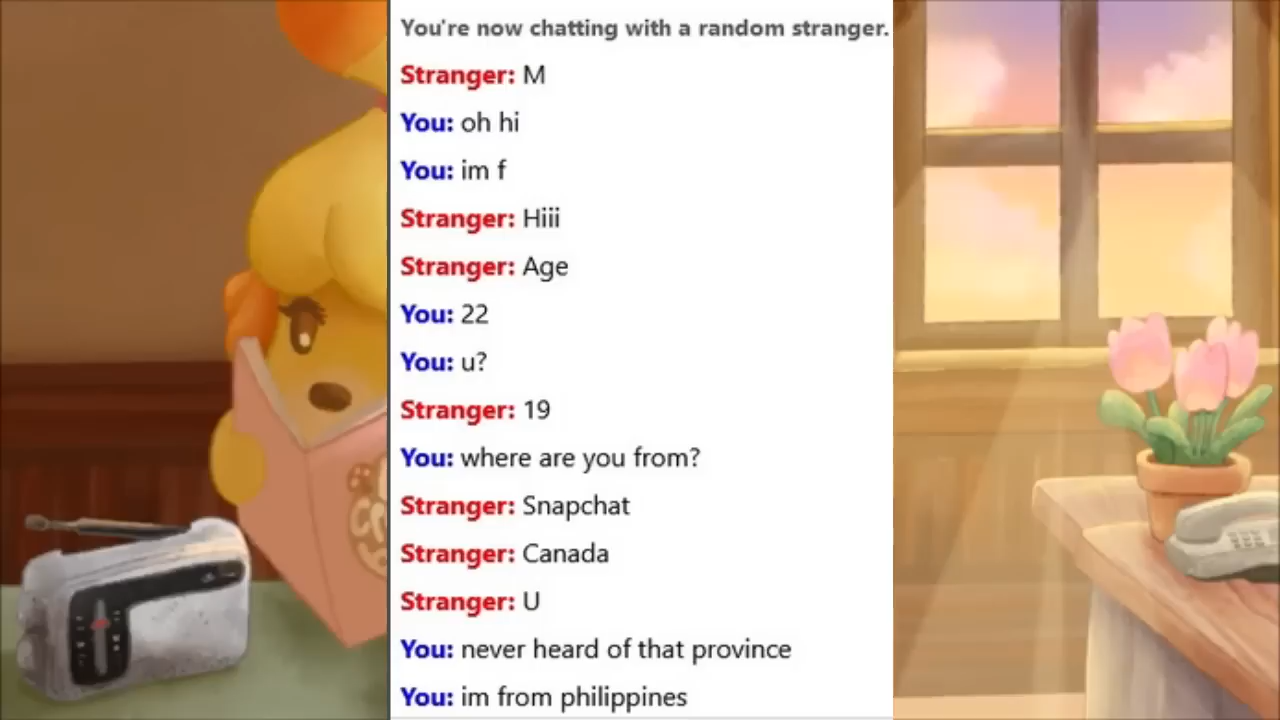 You're now chatting with a random stranger.
Stranger: M
You: oh hi
You: im f
Stranger: Hiii
Stranger: Age
You: 22
You: u?
Stranger: 19
You: where are you from?
Stranger: Snapchat
Stranger: Canada
Stranger: U
You: never heard of that province
You: im from philippines